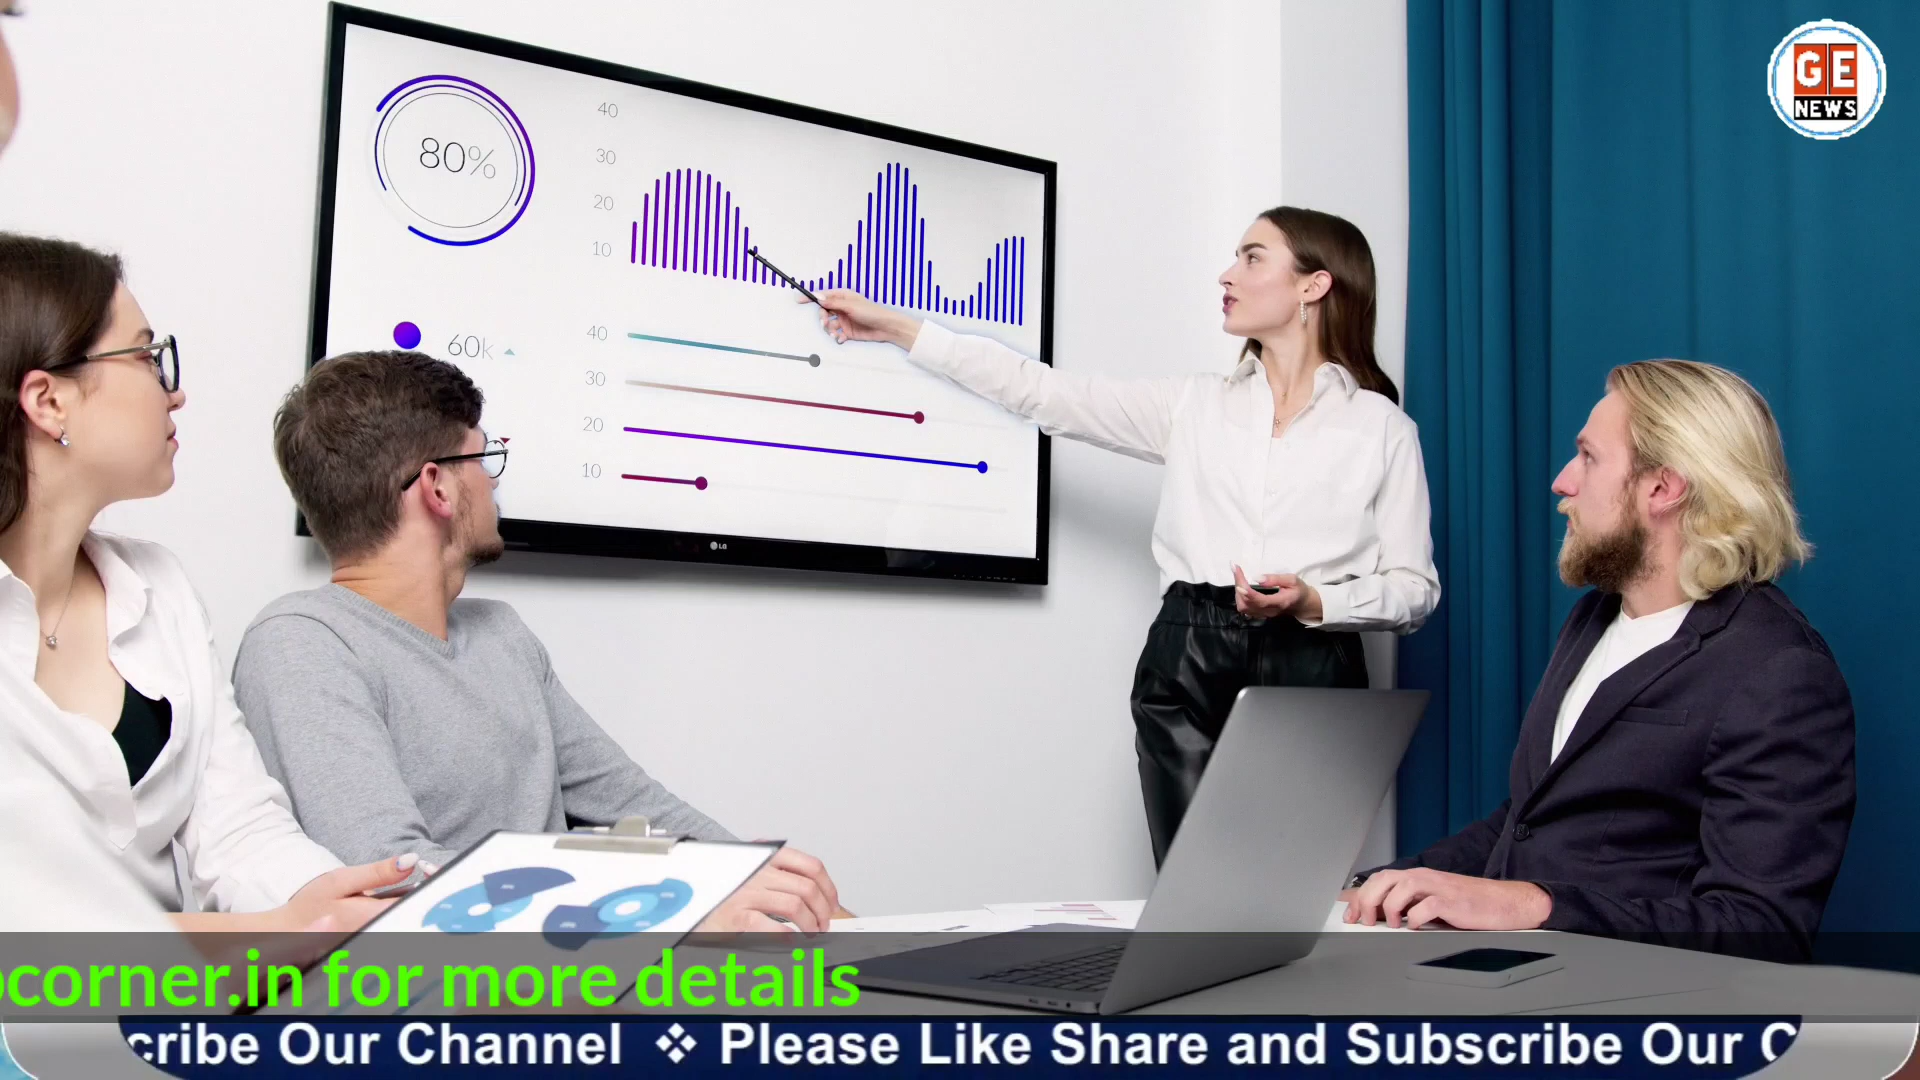 GE
NEWS
80%
40
30
20
10
60k
40
30
20
10
LG
corner.in for more details
cribe Our Channel ❖ Please Like Share and Subscribe Our